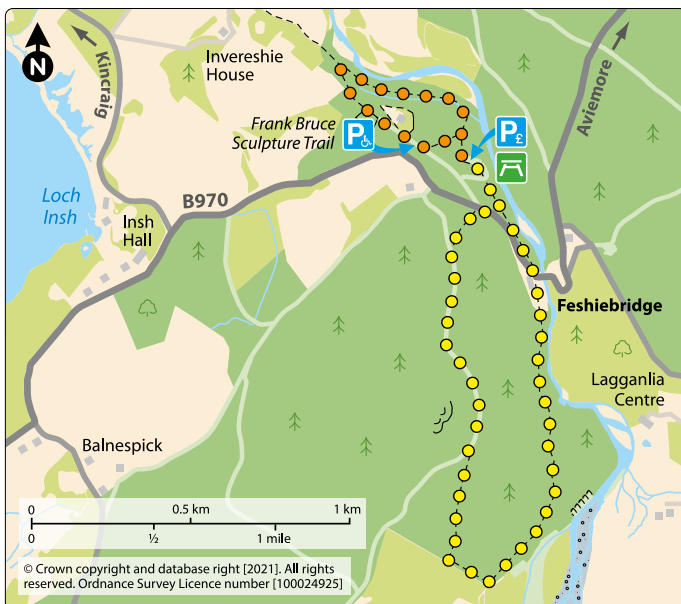 N
Kincraig
Invereshie
House
Aviemore
Frank Bruce
Sculpture Trail
P
P£
Loch
Insh
B970
Insh
Hall
Feshiebridge
Lagganlia
Centre
Balnespick
0 0.5 km 1 km
0 ½ 1 mile
© Crown copyright and database right [2021]. All rights
reserved. Ordnance Survey Licence number [100024925]